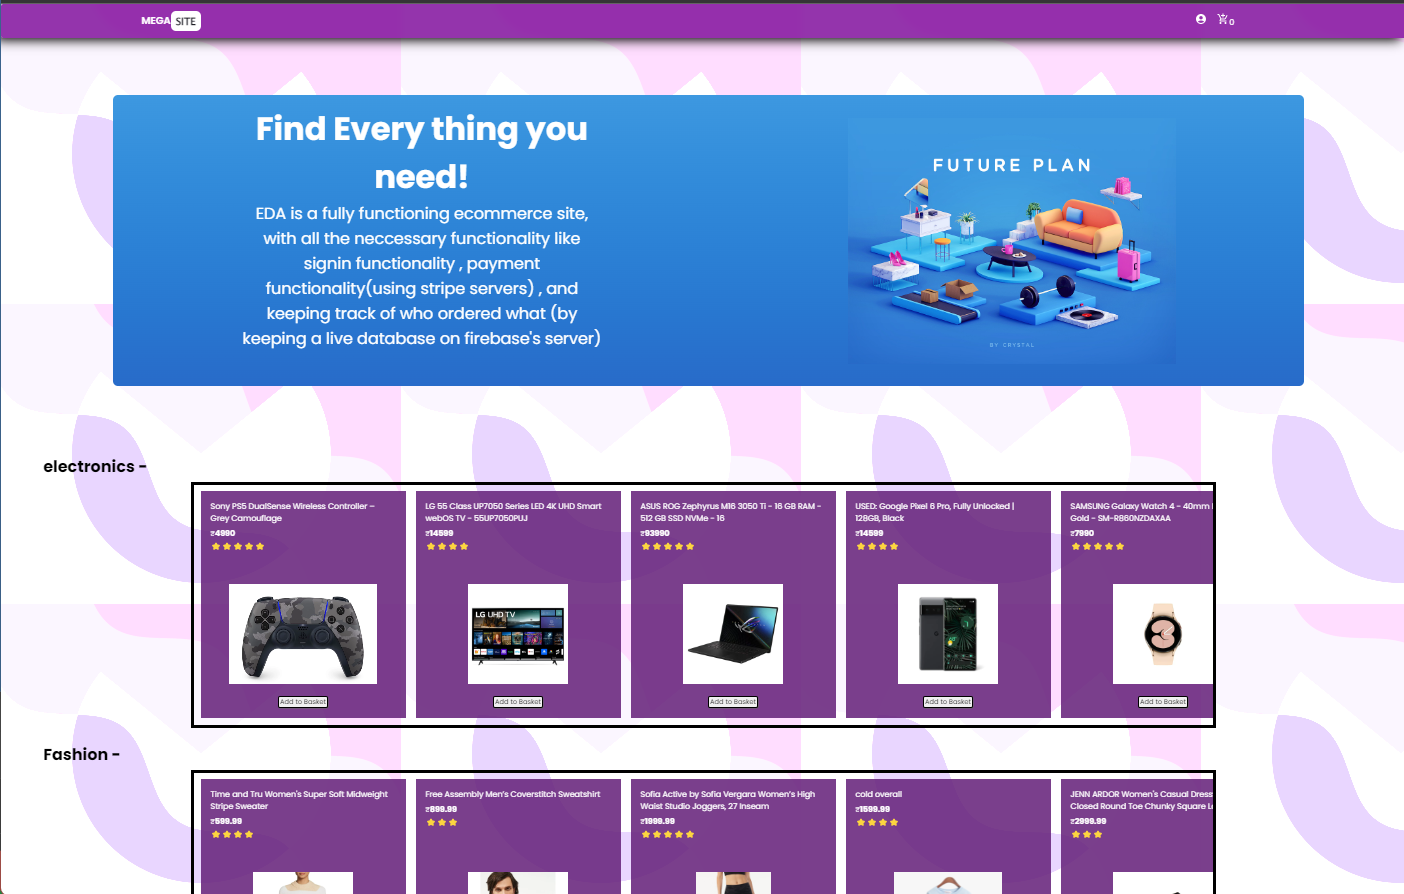 MEGA SITE
0
Find Every thing you
need!
EDA is a fully functioning ecommerce site,
with all the neccessary functionality like
signin functionality , payment
functionality(using stripe servers) , and
keeping track of who ordered what (by
keeping a live database on firebase's server)
FUTURE PLAN
BY CRYSTAL
electronics -
Sony PS5 DualSense Wireless Controller –
Grey Camouflage
₹4990
Add to Basket
LG 55 Class UP7050 Series LED 4K UHD Smart
webOS TV - 55UP7050PUJ
₹14599
LG UHD TV
Add to Basket
ASUS ROG Zephyrus M16 3050 Ti - 16 GB RAM -
512 GB SSD NVMe - 16
₹93990
Add to Basket
USED: Google Pixel 6 Pro, Fully Unlocked |
128GB, Black
₹14599
Add to Basket
SAMSUNG Galaxy Watch 4 - 40mm
Gold - SM-R860NZDAXAA
₹7990
Add to Basket
Fashion -
Time and Tru Women's Super Soft Midweight
Stripe Sweater
₹599.99
Free Assembly Men's Coverstitch Sweatshirt
₹899.99
Sofia Active by Sofia Vergara Women's High
Waist Studio Joggers, 27 Inseam
₹1999.99
cold overall
₹1599.99
JENN ARDOR Women's Casual Dress
Closed Round Toe Chunky Square
₹2999.99